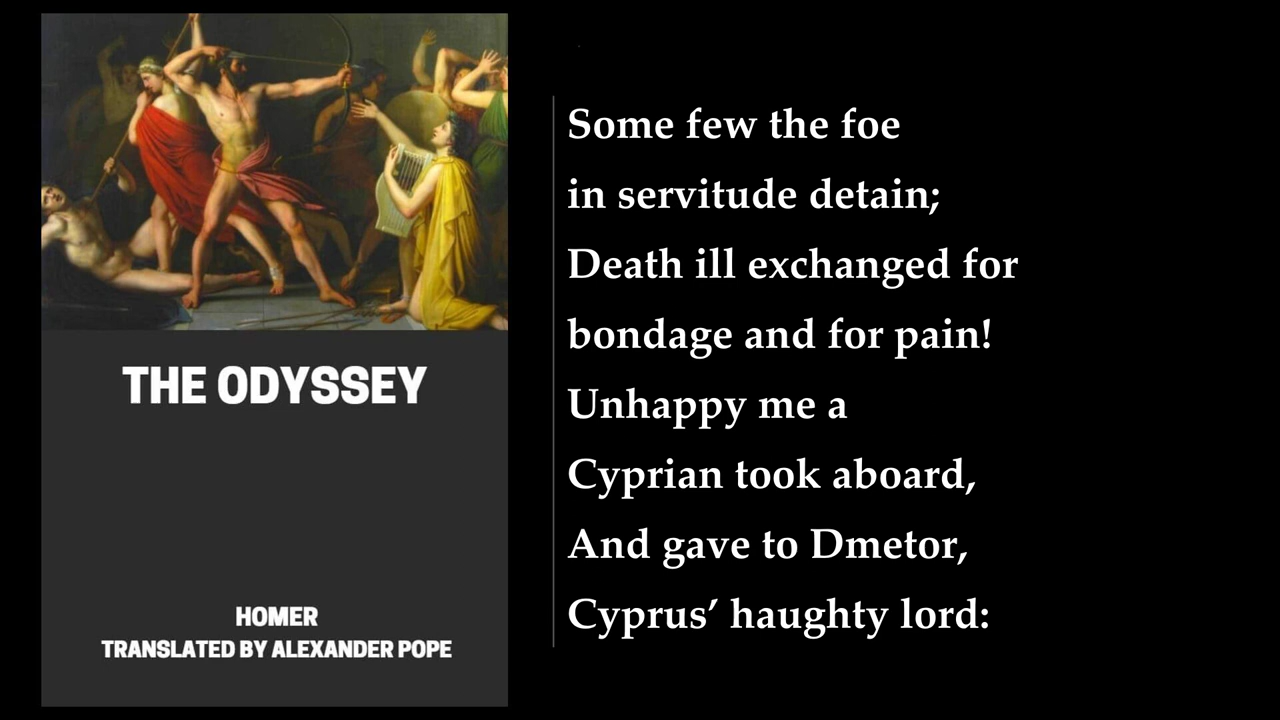 THE ODYSSEY
HOMER
TRANSLATED BY ALEXANDER POPE
Some few the foe
in servitude detain;
Death ill exchanged for
bondage and for pain!
Unhappy me a
Cyprian took aboard,
And gave to Dmetor,
Cyprus’ haughty lord: